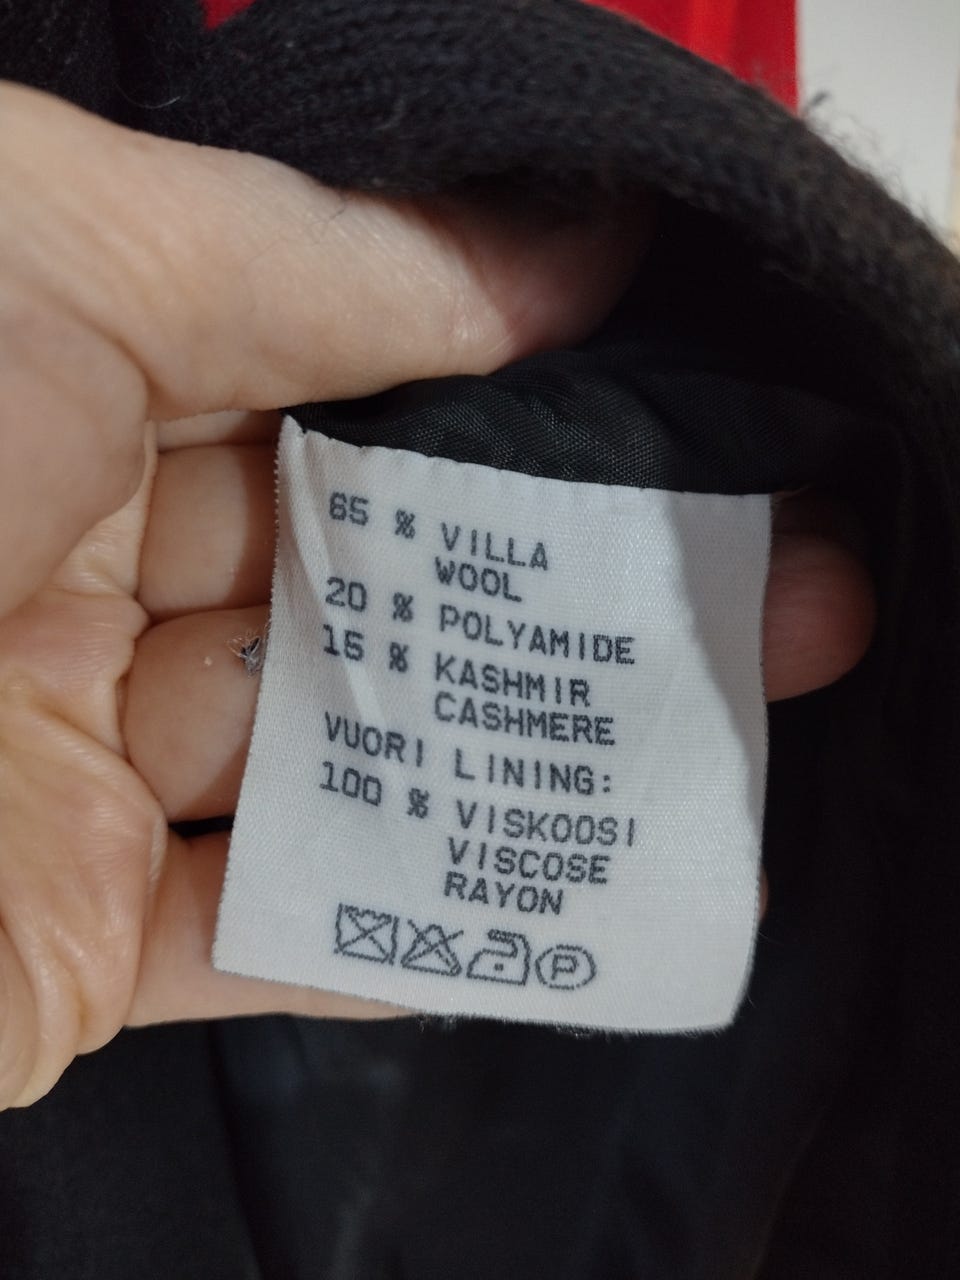 65 % VILLA
WOOL
20 % POLYAMIDE
15 % KASHMIR
CASHMERE
VUORI LINING:
100 % VISKOOSI
VISCOSE
RAYON
P